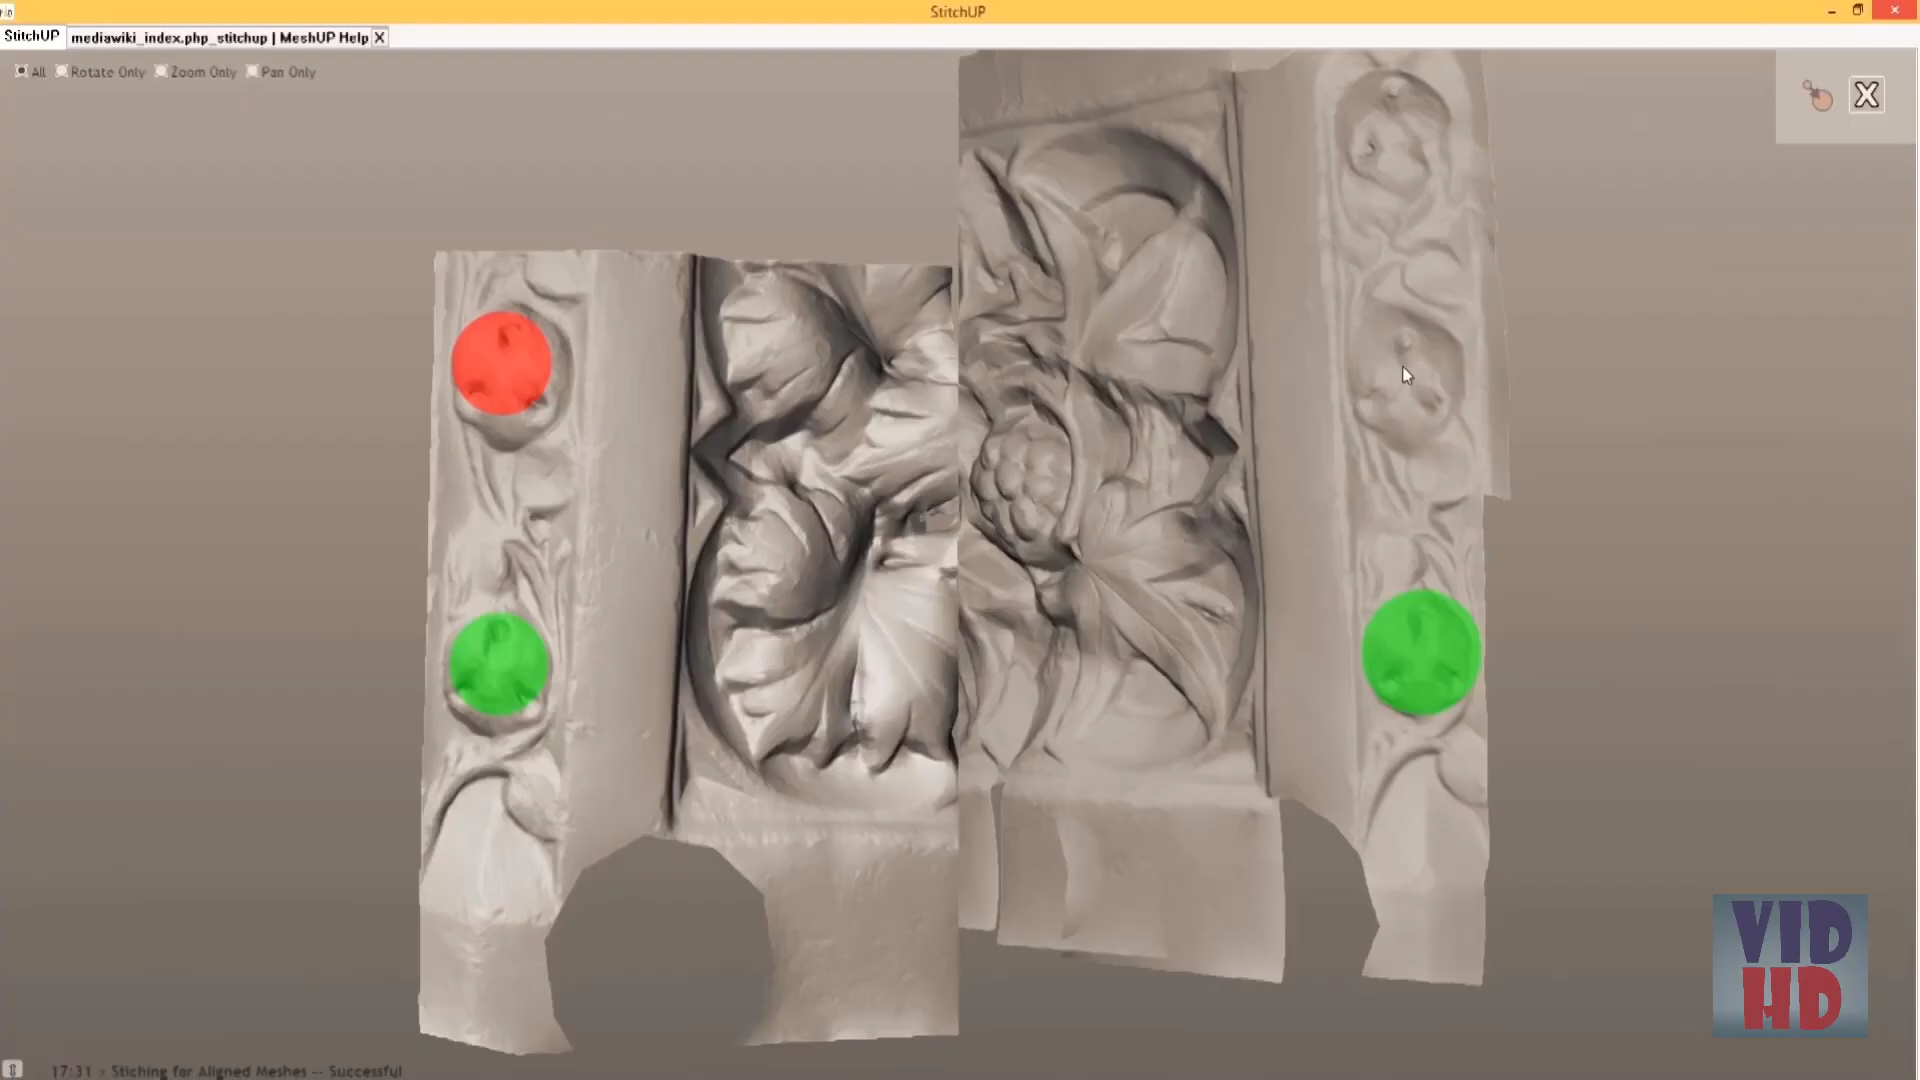 StitchUP
StitchUP
mediawiki_index.php_stitchup | MeshUP Help X
All Rotate Only Zoom Only Pan Only
X
VID
HD
17:31 > Stiching for Aligned Meshes -- Successful